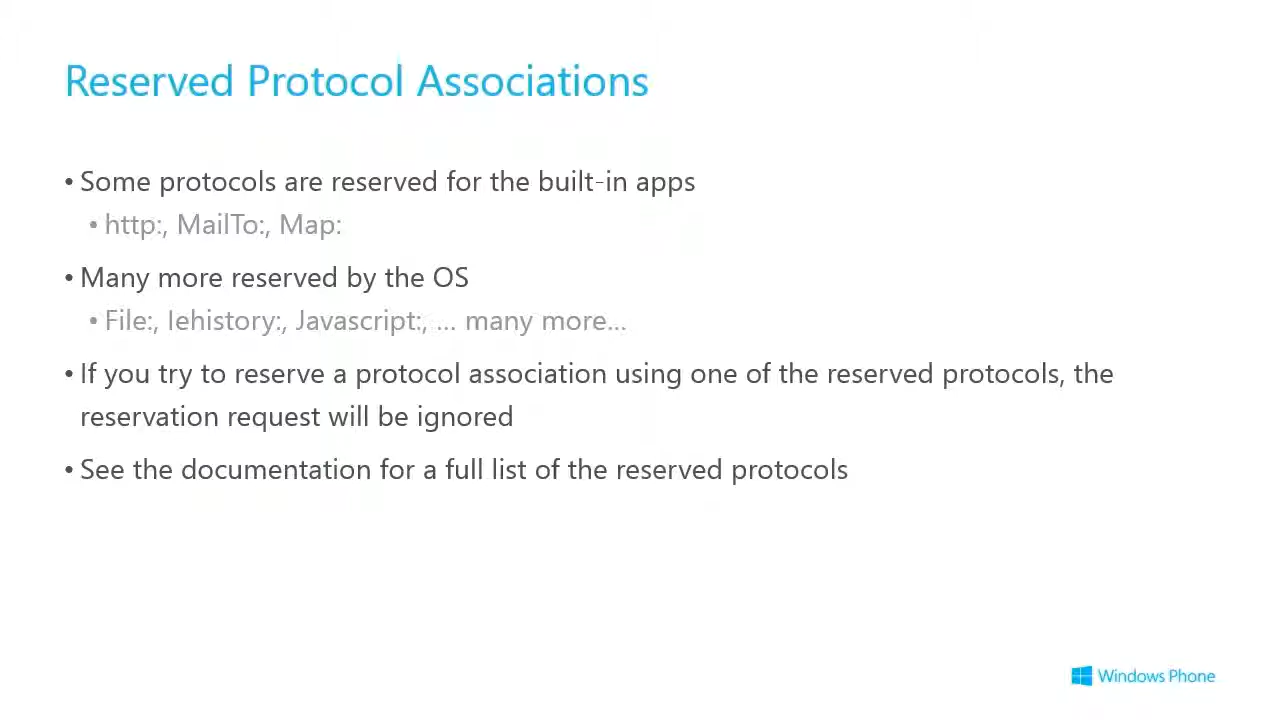 Reserved Protocol Associations
• Some protocols are reserved for the built-in apps
• http:, MailTo:, Map:
• Many more reserved by the OS
• File:, Iehistory:, Javascript:, ... many more...
• If you try to reserve a protocol association using one of the reserved protocols, the
reservation request will be ignored
• See the documentation for a full list of the reserved protocols
Windows Phone